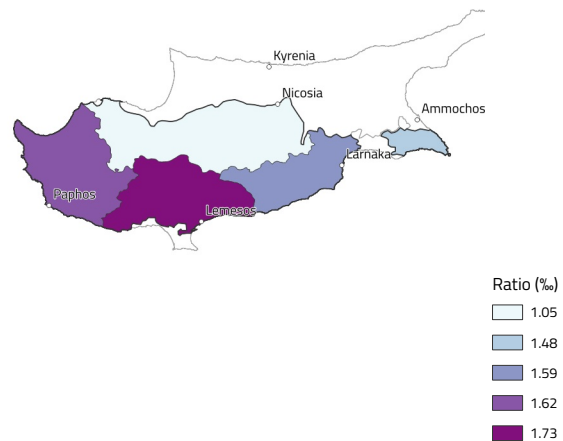 Kyrenia
Nicosia
Ammochos
Larnaka
Paphos
Lemesos
Ratio (‰)
1.05
1.48
1.59
1.62
1.73